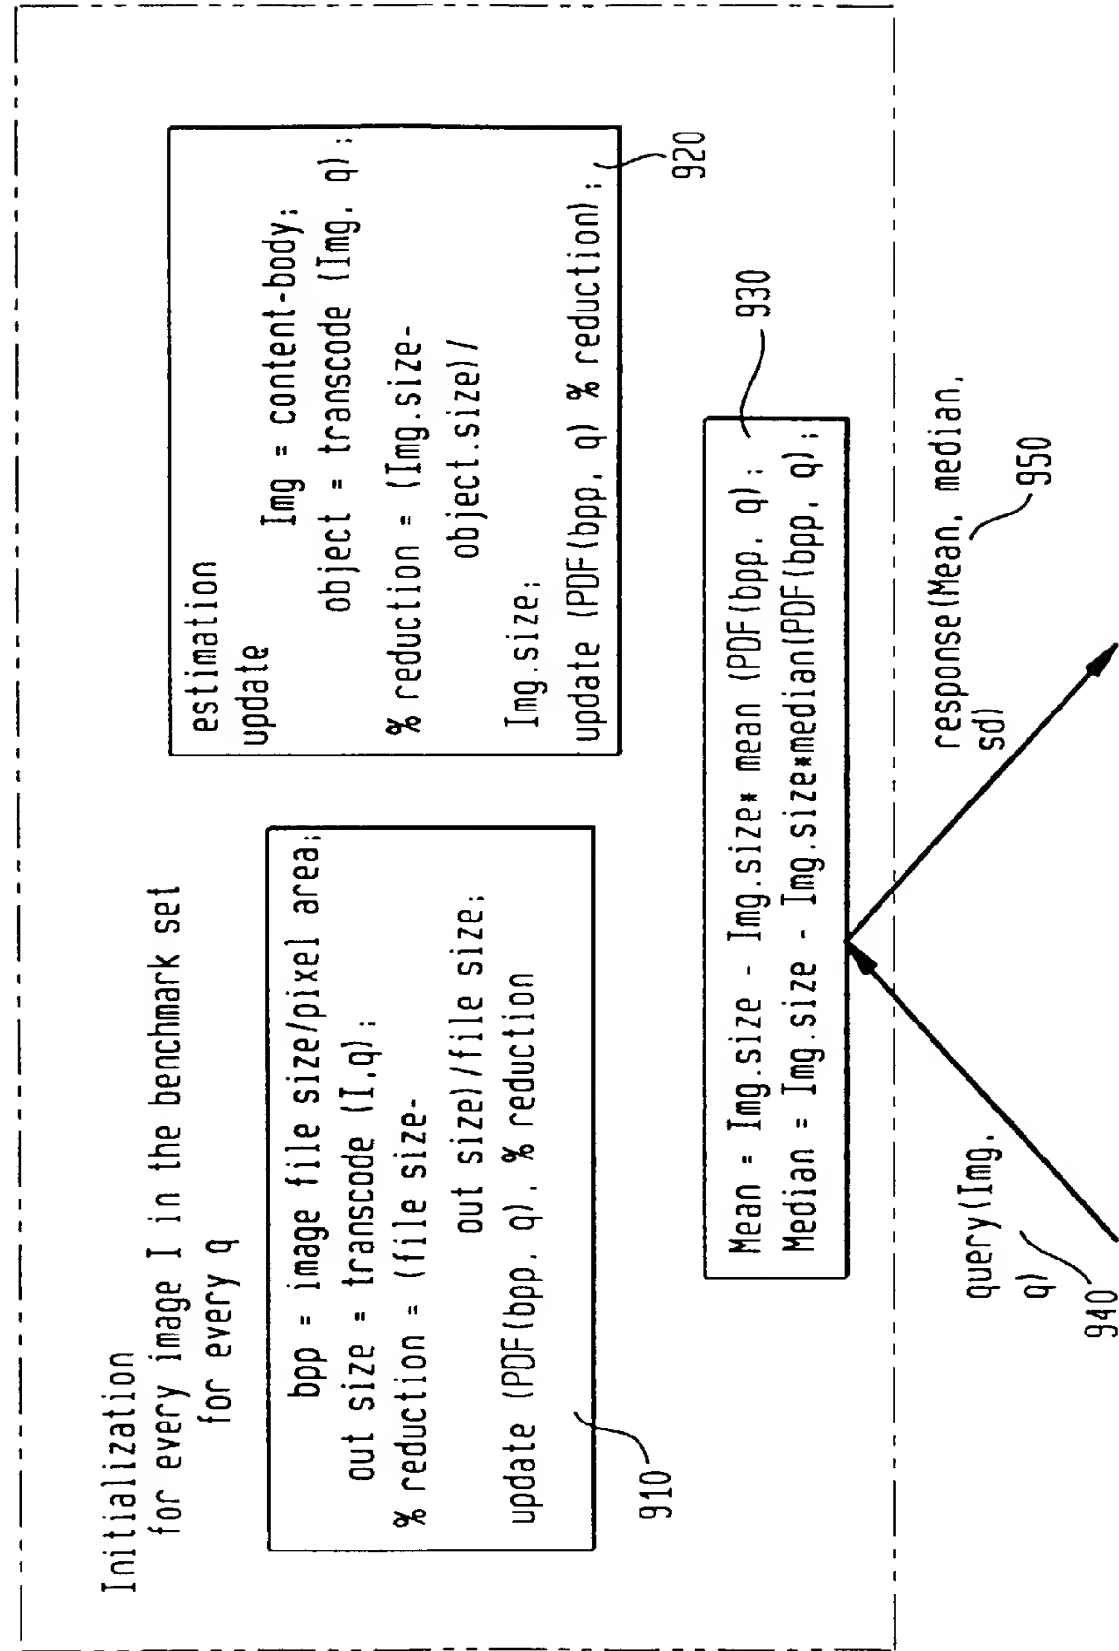 Initialization
for every image I in the benchmark set
for every q
bpp = image file size/pixel area;
out size = transcode (I,q);
% reduction = (file size-
out size)/file size;
update (PDF(bpp, q), % reduction
910
estimation
update
Img = content-body;
object = transcode (Img, q);
% reduction = (Img.size-
object.size)/
Img.size;
update (PDF(bpp, q) % reduction);
920
Mean = Img.size - Img.size* mean (PDF(bpp, q);
Median = Img.size - Img.size*median(PDF(bpp, q);
930
query(Img,
q)
940
response(Mean, median,
sd)
950